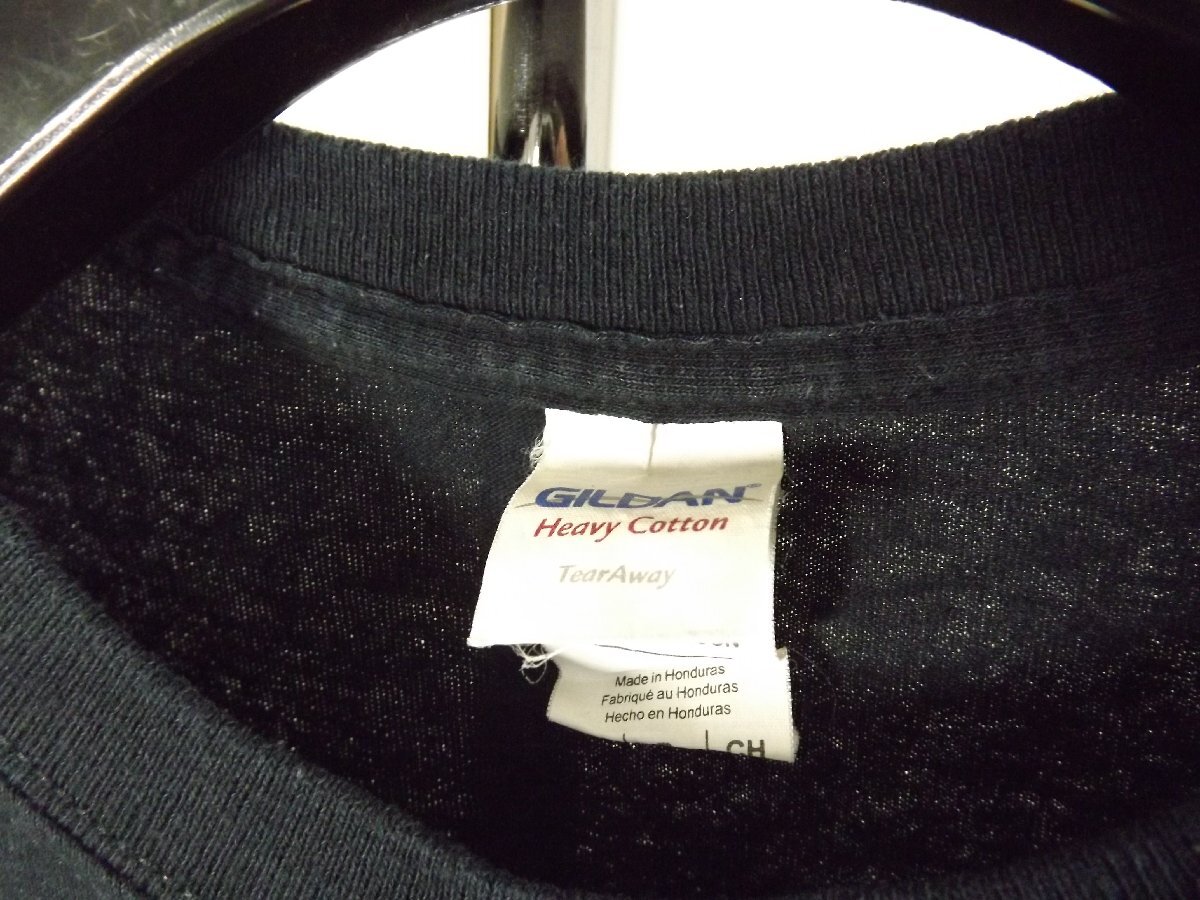 GILDAN
Heavy Cotton
TearAway
Made in Honduras
Fabriqué au Honduras
Hecho en Honduras
CH